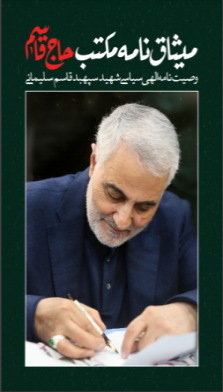 میثاق نامه مکتب حاج قاسم
وصیت نامه الهی سیاسی شهید سپهبد قاسم سلیمانی